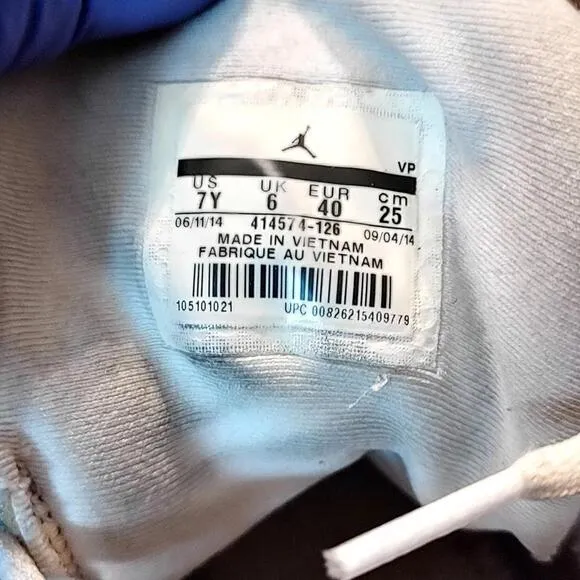 VP
US UK EUR cm
7Y 6 40 25
06/11/14 414574-126 09/04/14
MADE IN VIETNAM
FABRIQUE AU VIETNAM
105101021 UPC 00826215409779